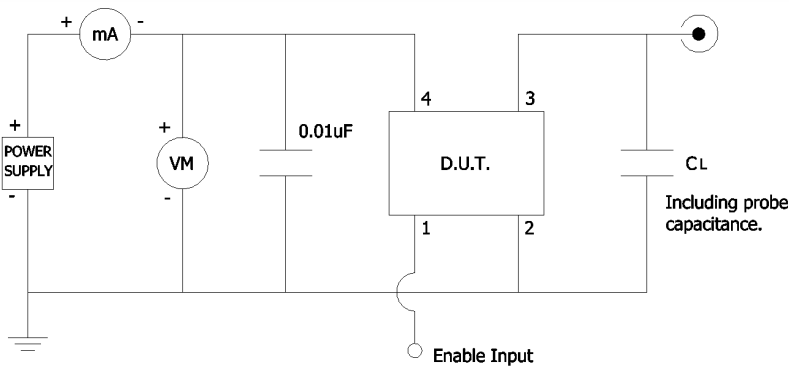 +
mA
-
4
3
0.01uF
+
POWER
SUPPLY
-
+
VM
-
D.U.T.
CL
Including probe
capacitance.
1
2
Enable Input